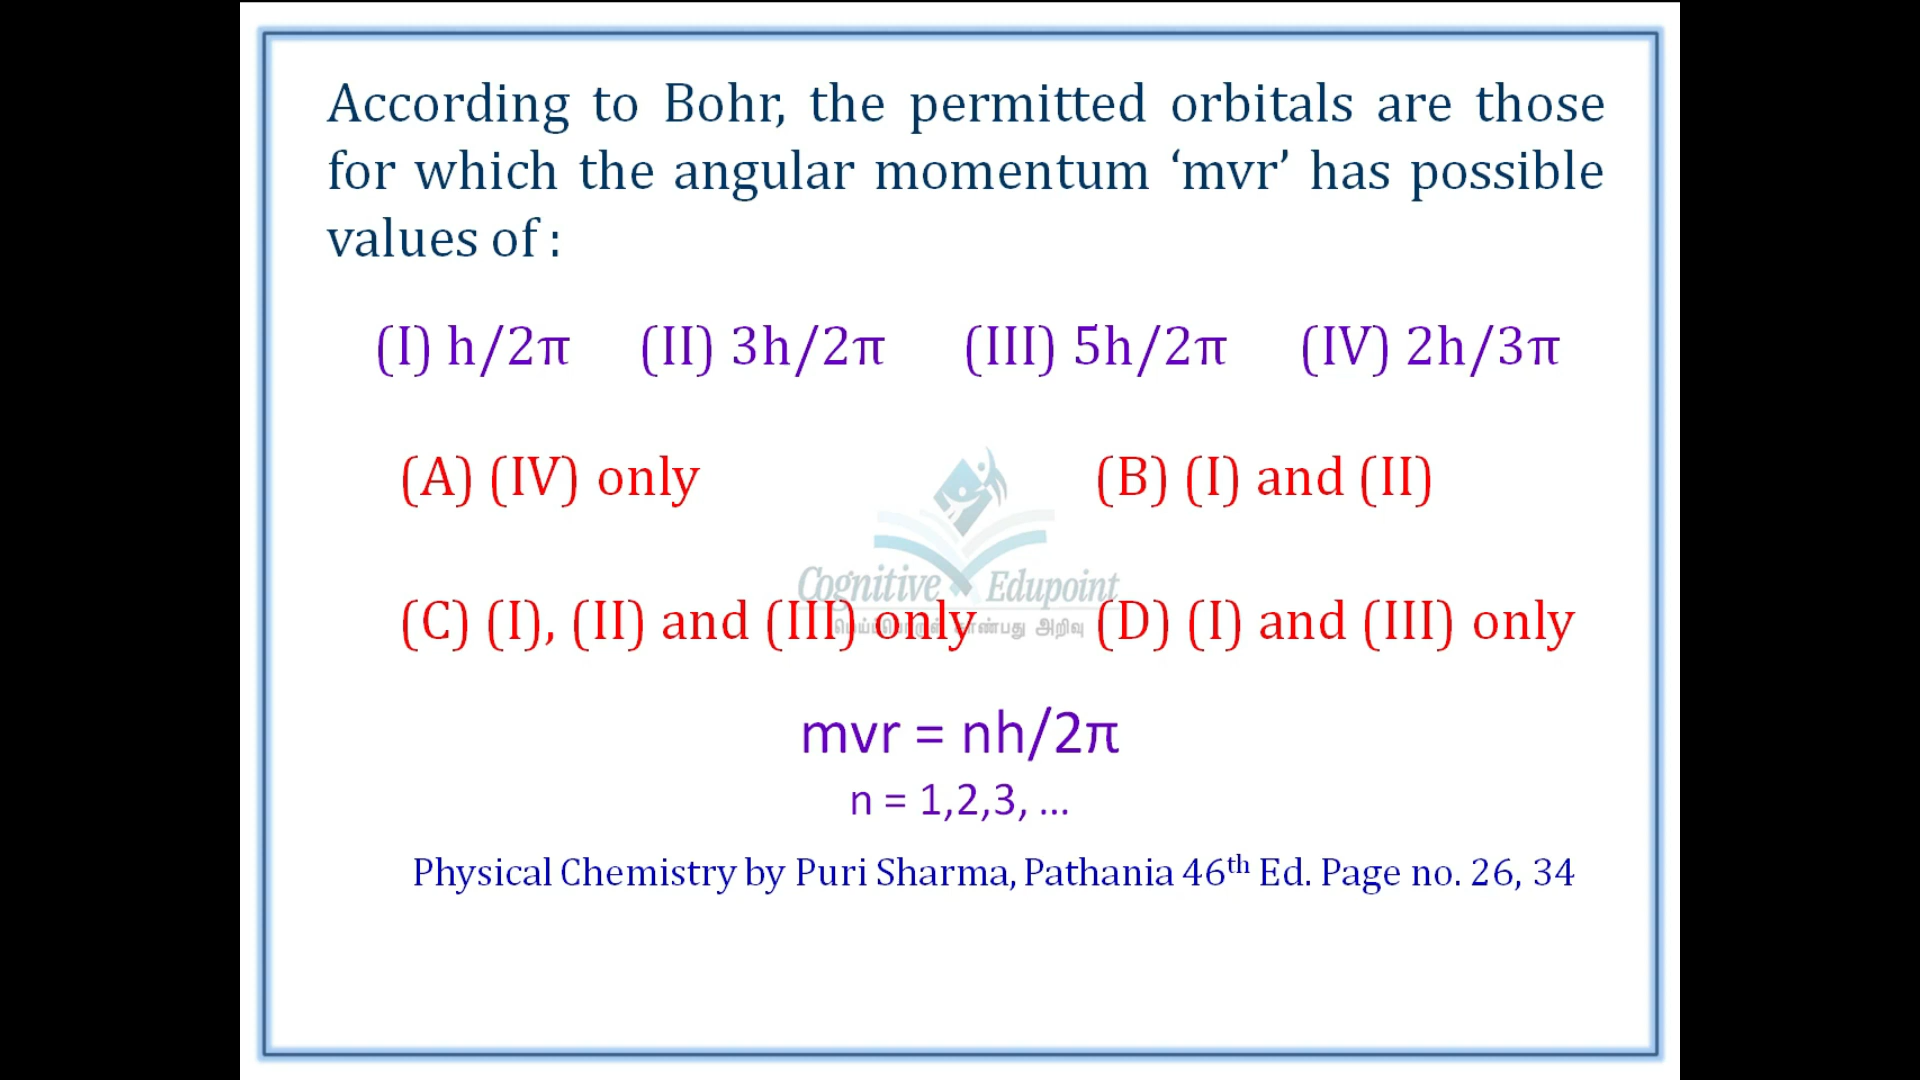 According to Bohr, the permitted orbitals are those
for which the angular momentum ‘mvr’ has possible
values of :
(I) h/2π (II) 3h/2π (III) 5h/2π (IV) 2h/3π
(A) (IV) only (B) (I) and (II)
Cognitive Edupoint
(C) (I), (II) and (III) only (D) (I) and (III) only
காண்பது அறிவு
mvr = nh/2π
n = 1,2,3, ...
Physical Chemistry by Puri Sharma, Pathania 46th Ed. Page no. 26, 34